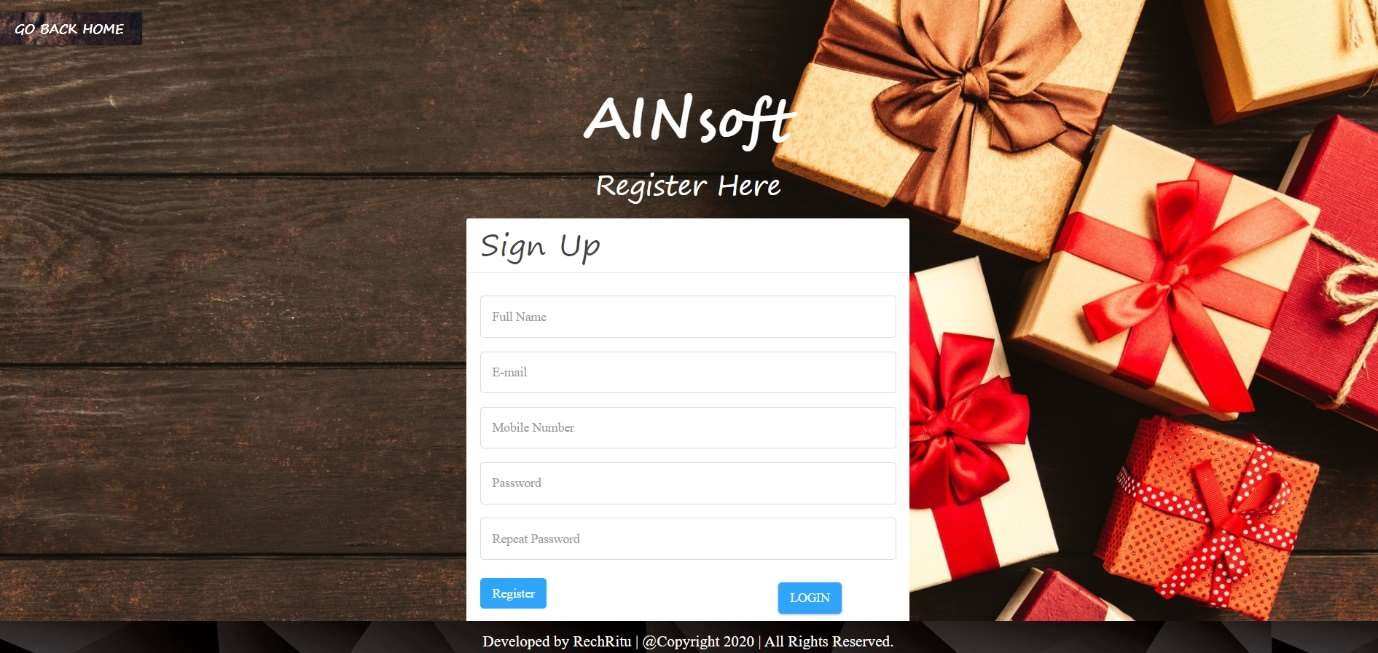 GO BACK HOME
AINsoft
Register Here
Sign Up
Full Name
E-mail
Mobile Number
Password
Repeat Password
Register LOGIN
Developed by RechRitu | @Copyright 2020 | All Rights Reserved.